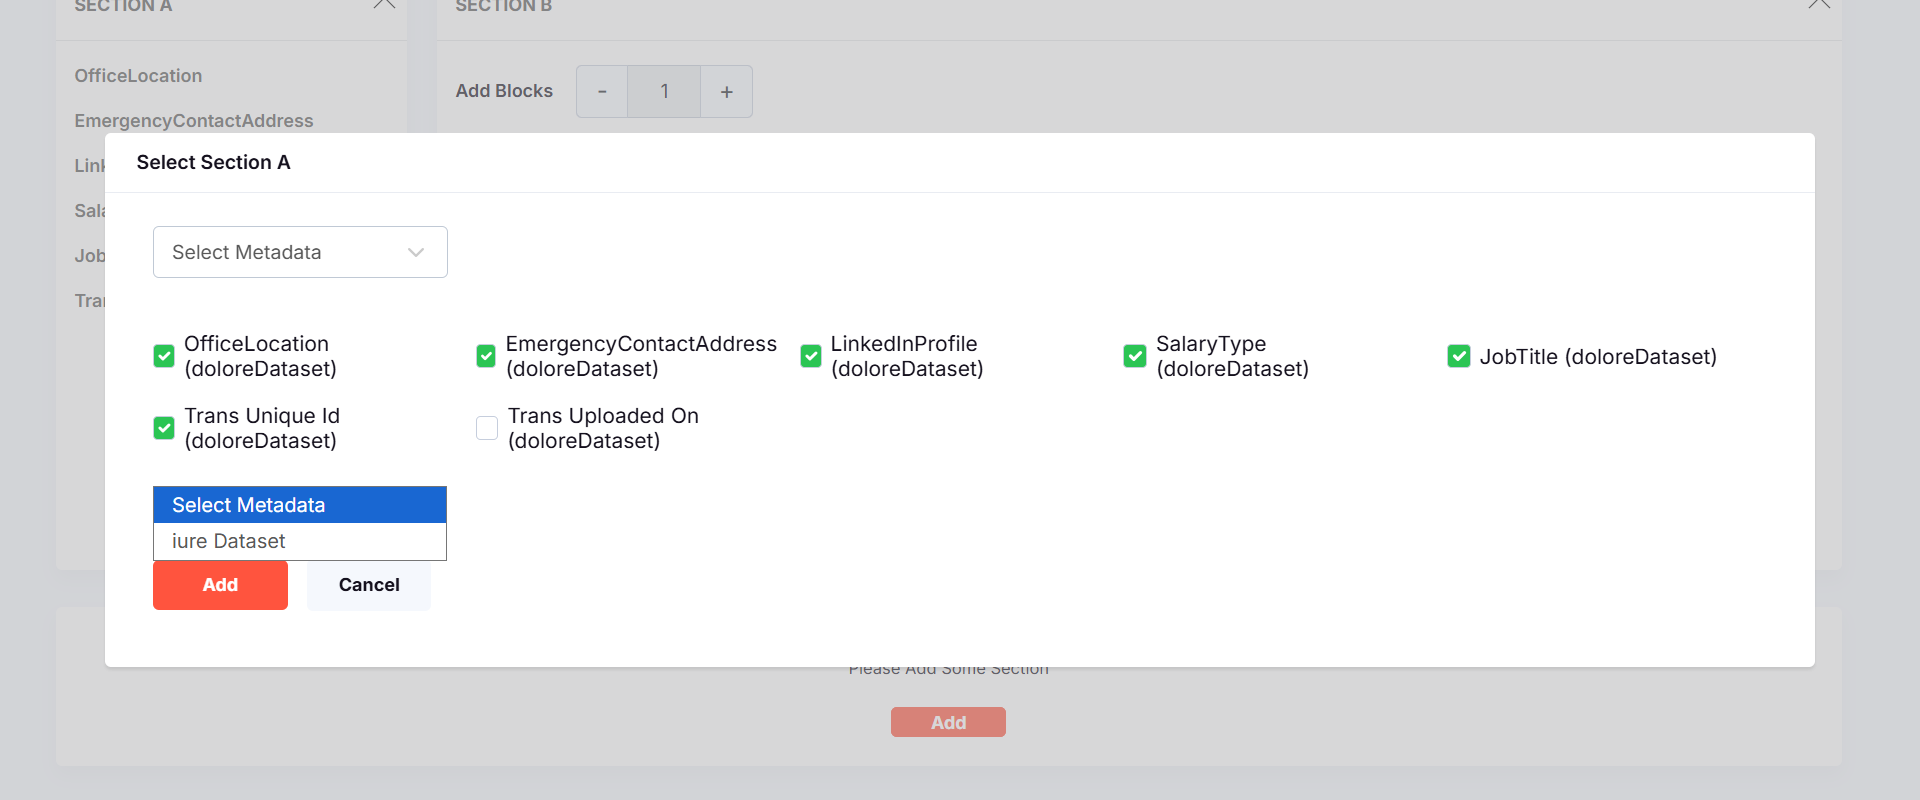 SECTION A
SECTION B
OfficeLocation
Add Blocks
-
1
+
EmergencyContactAddress
Select Section A
Link
Sala
Job
Tran
Select Metadata
OfficeLocation
(doloreDataset)
EmergencyContactAddress
(doloreDataset)
LinkedInProfile
(doloreDataset)
SalaryType
(doloreDataset)
JobTitle (doloreDataset)
Trans Unique Id
(doloreDataset)
Trans Uploaded On
(doloreDataset)
Select Metadata
iure Dataset
Add
Cancel
Please Add Some Section
Add